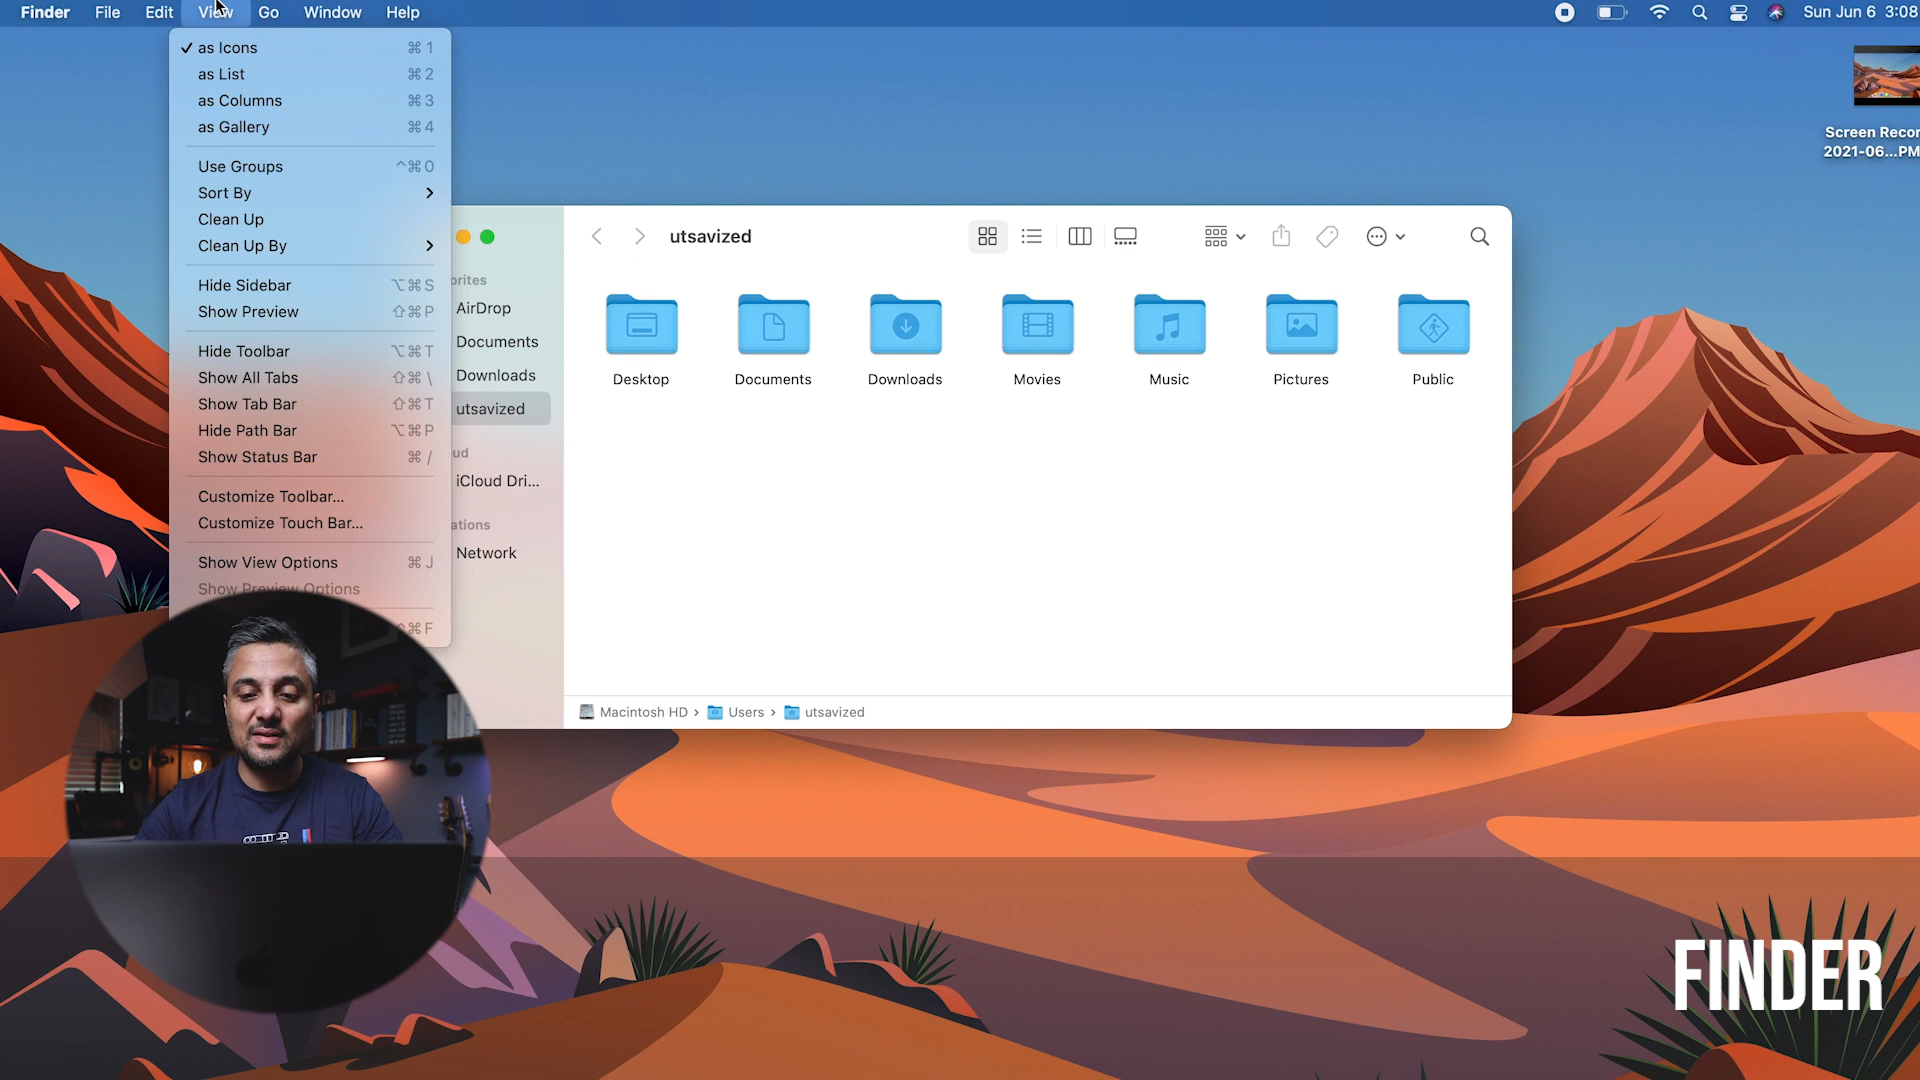 Finder File Edit View Go Window Help
Sun Jun 6 3:08
✓ as Icons ⌘ 1
as List ⌘ 2
as Columns ⌘ 3
as Gallery ⌘ 4
Use Groups ^⌘0
Sort By >
Clean Up
Clean Up By >
Hide Sidebar ⌥⌘S
Show Preview ⇧⌘P
Hide Toolbar ⌥⌘T
Show All Tabs ⇧⌘\
Show Tab Bar ⇧⌘T
Hide Path Bar ⌥⌘P
Show Status Bar ⌘/
Customize Toolbar...
Customize Touch Bar...
Show View Options ⌘J
Show Preview Options
^⌘F
orites
AirDrop
Documents
Downloads
utsavized
ud
iCloud Dri...
ations
Network
utsavized
Desktop Documents Downloads Movies Music Pictures Public
Macintosh HD > Users > utsavized
Screen Recor
2021-06...PM
FINDER